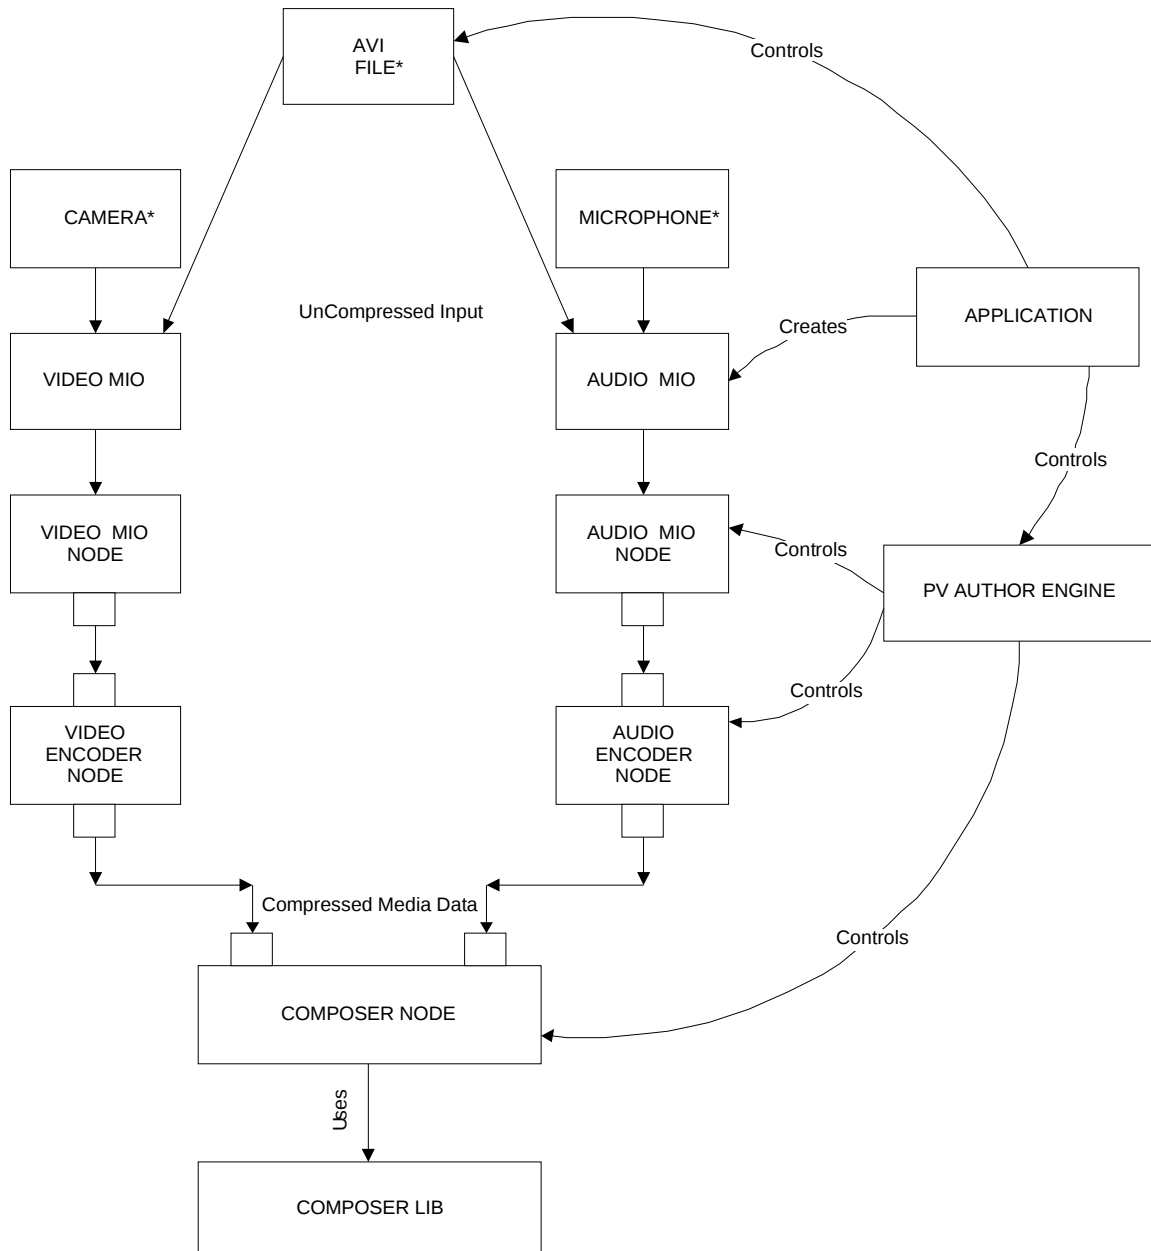 AVI
FILE*
Controls
CAMERA*
MICROPHONE*
UnCompressed Input
APPLICATION
Creates
VIDEO MIO
AUDIO MIO
Controls
VIDEO MIO
NODE
AUDIO MIO
NODE
Controls
PV AUTHOR ENGINE
Controls
VIDEO
ENCODER
NODE
AUDIO
ENCODER
NODE
Compressed Media Data
Controls
COMPOSER NODE
Uses
COMPOSER LIB